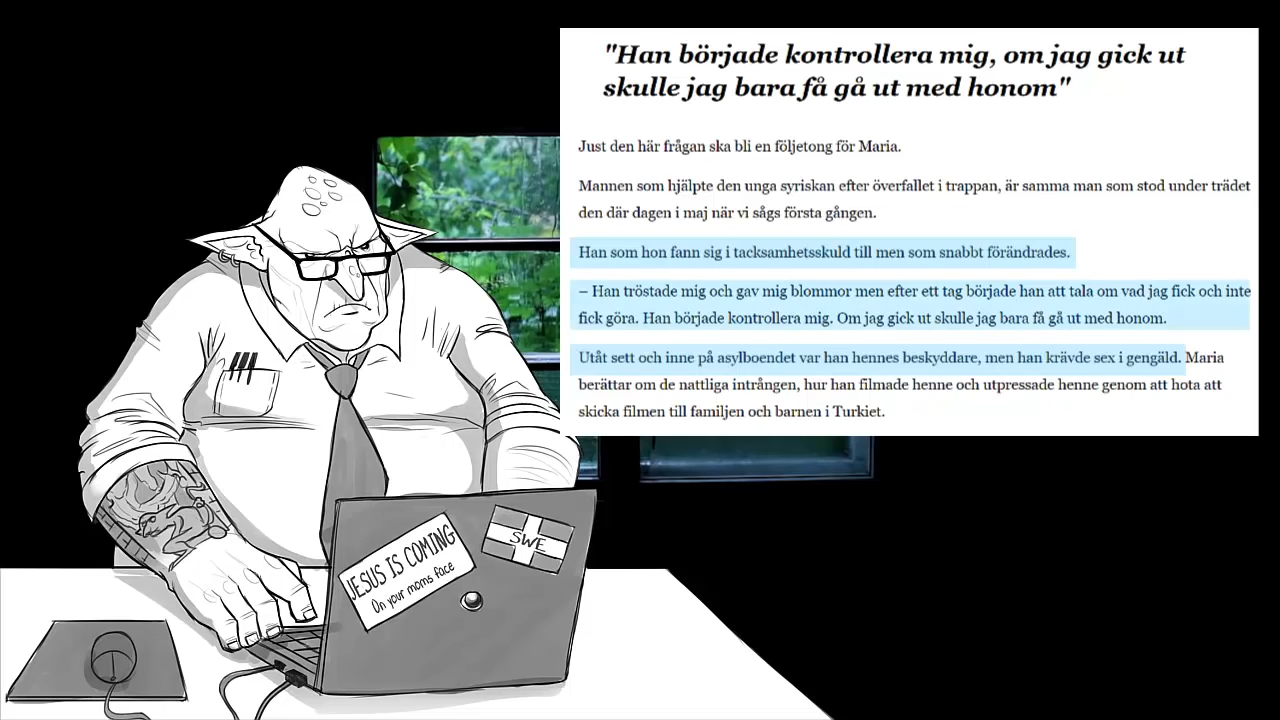 "Han började kontrollera mig, om jag gick ut
skulle jag bara få gå ut med honom"
Just den här frågan ska bli en följetong för Maria.
Mannen som hjälpte den unga syriskan efter överfallet i trappan, är samma man som stod under trädet
den där dagen i maj när vi sågs första gången.
Han som hon fann sig i tacksamhetsskuld till men som snabbt förändrades.
– Han tröstade mig och gav mig blommor men efter ett tag började han att tala om vad jag fick och inte
fick göra. Han började kontrollera mig. Om jag gick ut skulle jag bara få gå ut med honom.
Utåt sett och inne på asylboendet var han hennes beskyddare, men han krävde sex i gengäld. Maria
berättar om de nattliga intrången, hur han filmade henne och utpressade henne genom att hota att
skicka filmen till familjen och barnen i Turkiet.
JESUS IS COMING
On your moms face
SWE